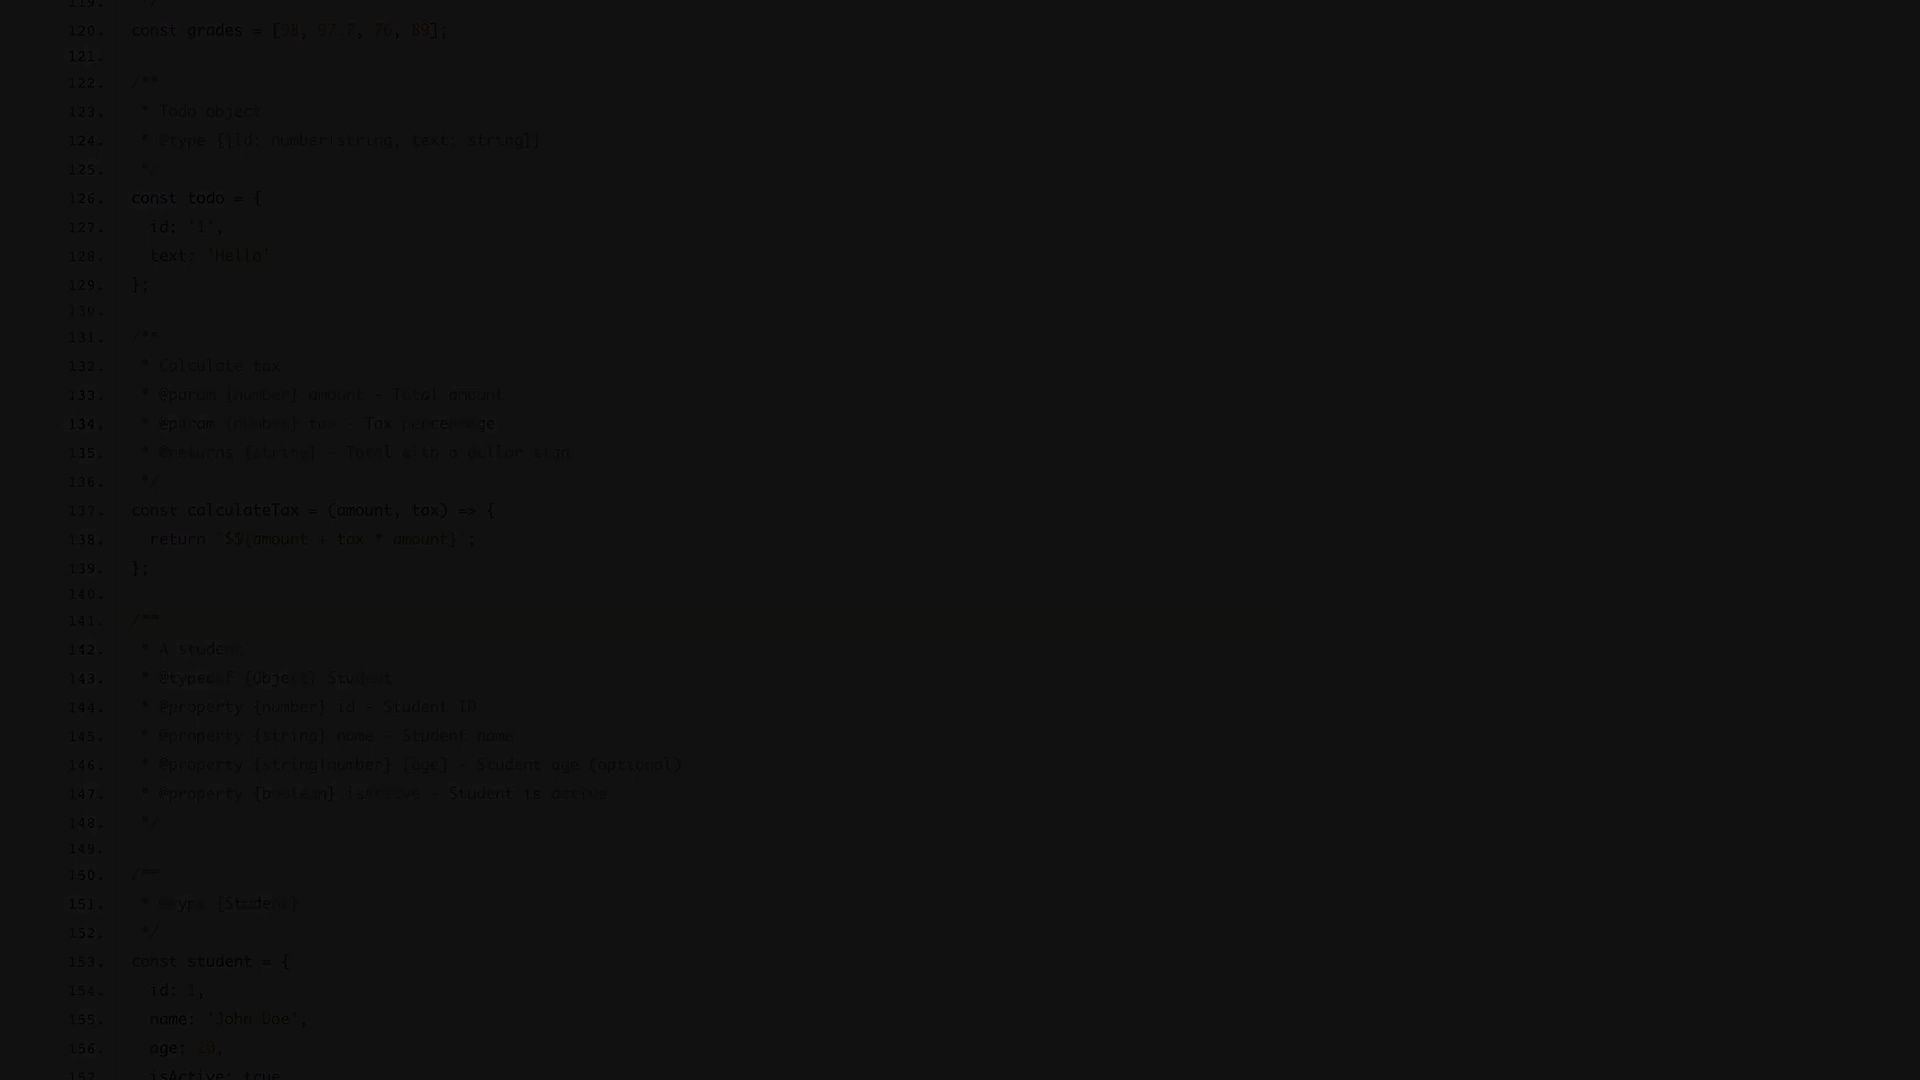 119. */
120. const grades = [98, 97.7, 76, 89];
121.
122. /**
123. * Todo object
124. * @type {{id: number|string, text: string}}
125. */
126. const todo = {
127. id: '1',
128. text: 'Hello'
129. };
130.
131. /**
132. * Calculate tax
133. * @param {number} amount - Total amount
134. * @param {number} tax - Tax percentage
135. * @returns {string} - Total with a dollar sign
136. */
137. const calculateTax = (amount, tax) => {
138. return `$${amount + tax * amount}`;
139. };
140.
141. /**
142. * A student
143. * @typedef {Object} Student
144. * @property {number} id - Student ID
145. * @property {string} name - Student name
146. * @property {string|number} [age] - Student age (optional)
147. * @property {boolean} isActive - Student is active
148. */
149.
150. /**
151. * @type {Student}
152. */
153. const student = {
154. id: 1,
155. name: 'John Doe',
156. age: 20,
157. isActive: true